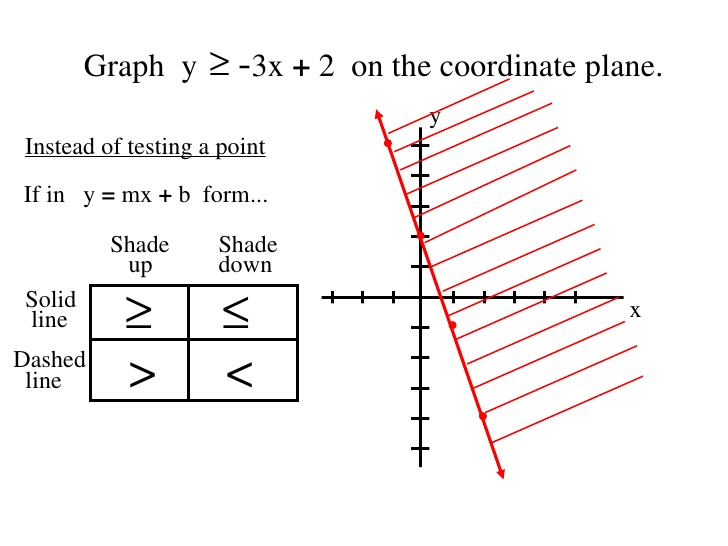 Graph y ≥ -3x + 2 on the coordinate plane.
y
Instead of testing a point
If in y = mx + b form...
Shade up
Shade down
Solid line
≥ ≤
x
Dashed line
> <